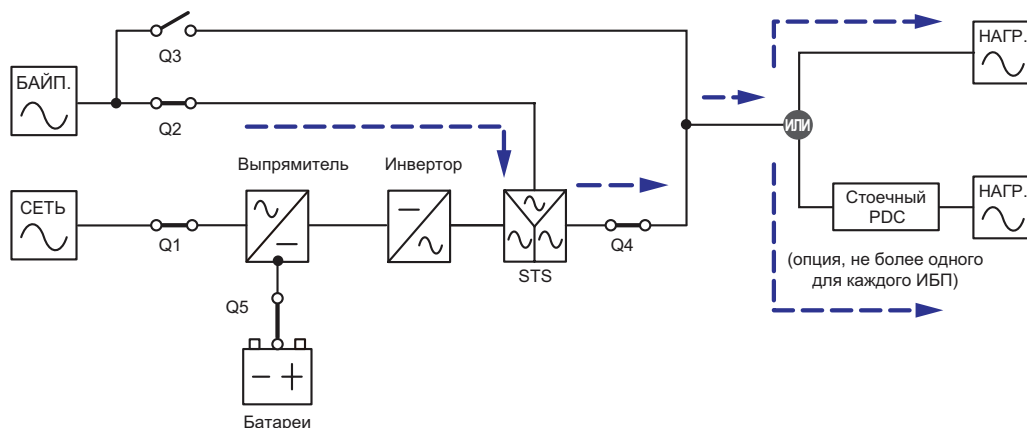 НАГР.
Q3
БАЙП.
Q2
ИЛИ
Выпрямитель
Инвертор
СЕТЬ
Стоечный
PDC
НАГР.
Q1
Q4
STS
(опция, не более одного
для каждого ИБП)
Q5
Батареи